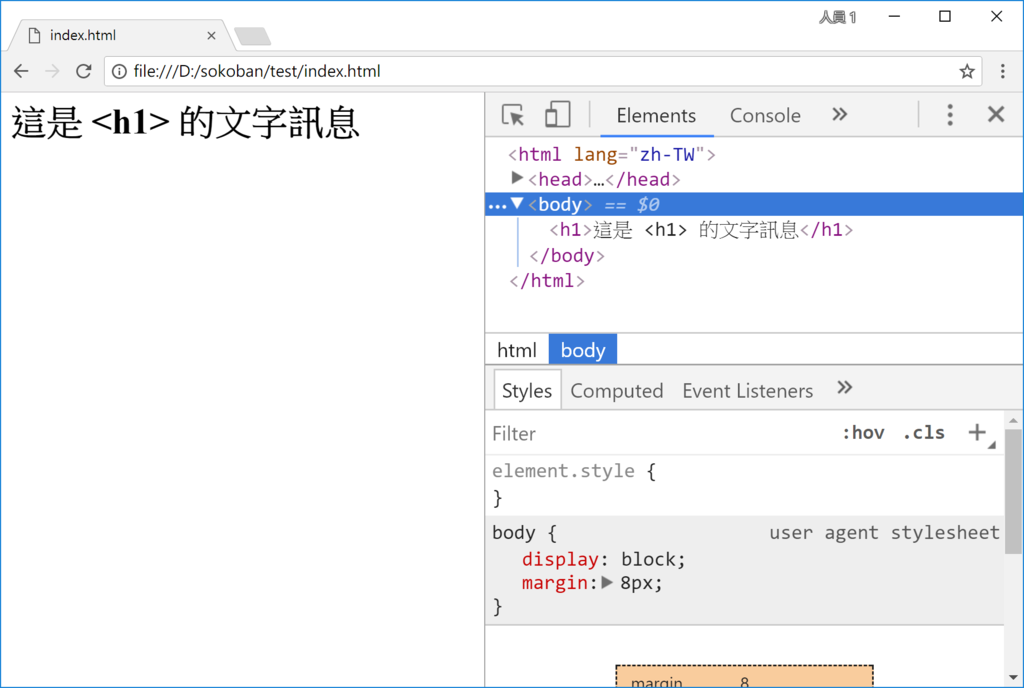 人員 1
index.html
file:///D:/sokoban/test/index.html
這是 <h1> 的文字訊息
Elements Console »
<html lang="zh-TW">
▶<head>…</head>
…▼<body> == $0
<h1>這是 <h1> 的文字訊息</h1>
</body>
</html>
html body
Styles Computed Event Listeners »
Filter :hov .cls +
element.style {
}
body { user agent stylesheet
display: block;
margin:▶8px;
}
margin 8